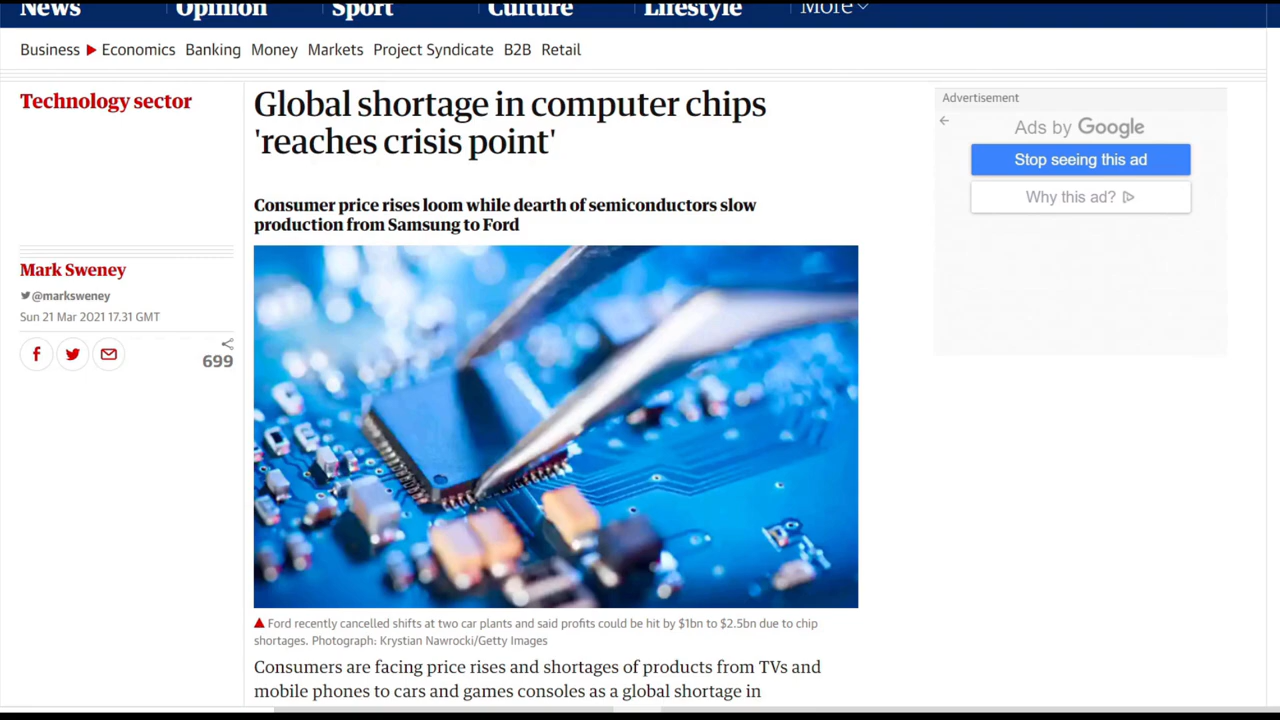 News Opinion Sport Culture Lifestyle More
Business Economics Banking Money Markets Project Syndicate B2B Retail
Technology sector
Global shortage in computer chips
'reaches crisis point'
Consumer price rises loom while dearth of semiconductors slow
production from Samsung to Ford
Mark Sweney
@marksweney
Sun 21 Mar 2021 17.31 GMT
699
Ford recently cancelled shifts at two car plants and said profits could be hit by $1bn to $2.5bn due to chip
shortages. Photograph: Krystian Nawrocki/Getty Images
Consumers are facing price rises and shortages of products from TVs and
mobile phones to cars and games consoles as a global shortage in
Advertisement
Ads by Google
Stop seeing this ad
Why this ad?